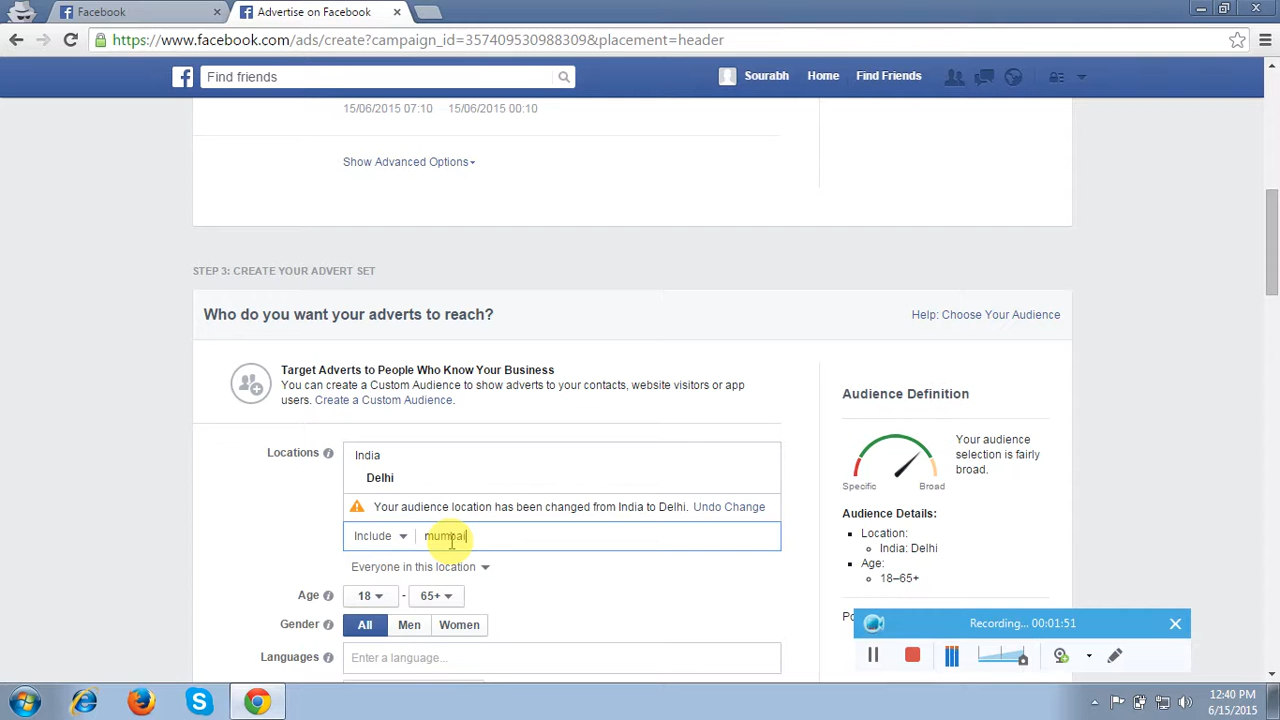 Facebook
Advertise on Facebook
https://www.facebook.com/ads/create?campaign_id=357409530988309&placement=header
Find friends
Sourabh
Home
Find Friends
15/06/2015 07:10
15/06/2015 00:10
Show Advanced Options
STEP 3: CREATE YOUR ADVERT SET
Who do you want your adverts to reach?
Help: Choose Your Audience
Target Adverts to People Who Know Your Business
You can create a Custom Audience to show adverts to your contacts, website visitors or app
users. Create a Custom Audience.
Locations
India
Delhi
Your audience location has been changed from India to Delhi. Undo Change
Include
mumbai
Everyone in this location
Age
18
-
65+
Gender
All
Men
Women
Languages
Enter a language...
Audience Definition
Your audience
selection is fairly
broad.
Specific
Broad
Audience Details:
Location:
India: Delhi
Age:
18–65+
Recording... 00:01:51
12:40 PM
6/15/2015